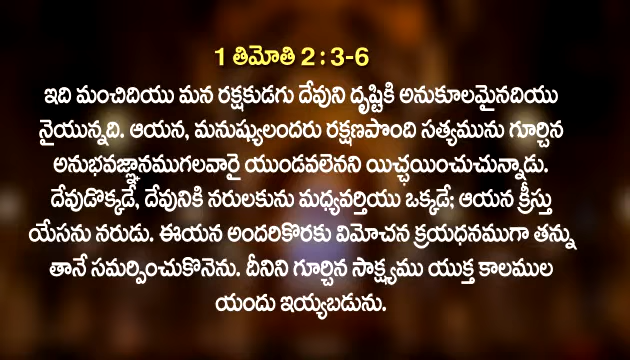 1 తిమోతి 2 : 3-6
ఇది మంచిదియు మన రక్షకుడగు దేవుని దృష్టికి అనుకూలమైనదియు
నైయున్నది. ఆయన, మనుష్యులందరు రక్షణపొంది సత్యమును గూర్చిన
అనుభవజ్ఞానముగలవారై యుండవలెనని యిచ్ఛయించుచున్నాడు.
దేవుడొక్కడే, దేవునికి నరులకును మధ్యవర్తియు ఒక్కడే; ఆయన క్రీస్తు
యేసను నరుడు. ఈయన అందరికొరకు విమోచన క్రయధనముగా తన్ను
తానే సమర్పించుకొనెను. దీనిని గూర్చిన సాక్ష్యము యుక్త కాలముల
యందు ఇయ్యబడును.